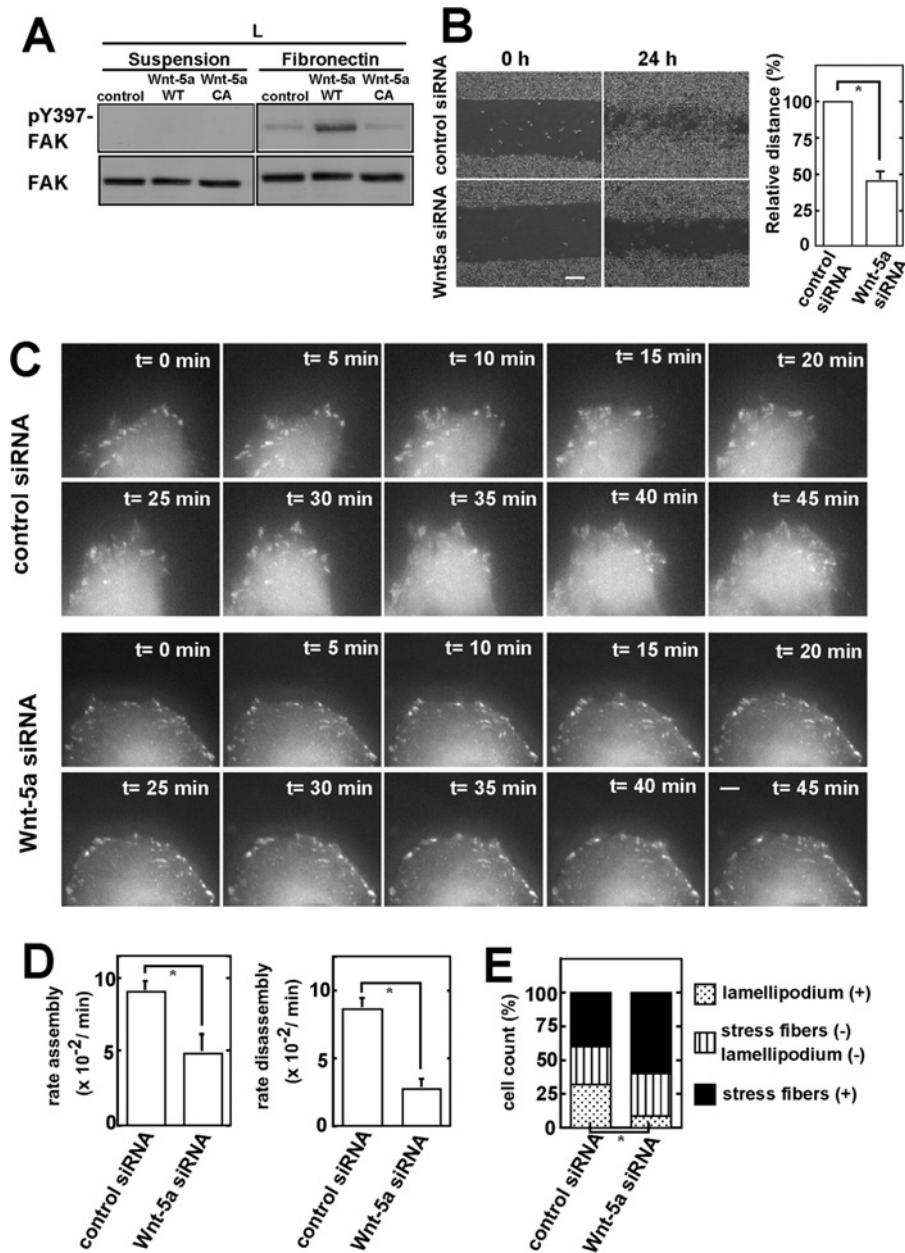 A
L
Suspension Fibronectin
control Wnt-5a WT Wnt-5a CA control Wnt-5a WT Wnt-5a CA
pY397-
FAK
FAK
B
0 h 24 h
control siRNA
Wnt5a siRNA
Relative distance (%)
100
75
50
25
0
*
control siRNA
Wnt-5a siRNA
C
control siRNA
t= 0 min t= 5 min t= 10 min t= 15 min t= 20 min
t= 25 min t= 30 min t= 35 min t= 40 min t= 45 min
Wnt-5a siRNA
t= 0 min t= 5 min t= 10 min t= 15 min t= 20 min
t= 25 min t= 30 min t= 35 min t= 40 min t= 45 min
D
rate assembly
(x 10-2/ min)
10
5
0
*
control siRNA
Wnt-5a siRNA
rate disassembly
(x 10-2/ min)
10
5
0
*
control siRNA
Wnt-5a siRNA
E
cell count (%)
100
75
50
25
0
*
control siRNA
Wnt-5a siRNA
lamellipodium (+)
stress fibers (-)
lamellipodium (-)
stress fibers (+)